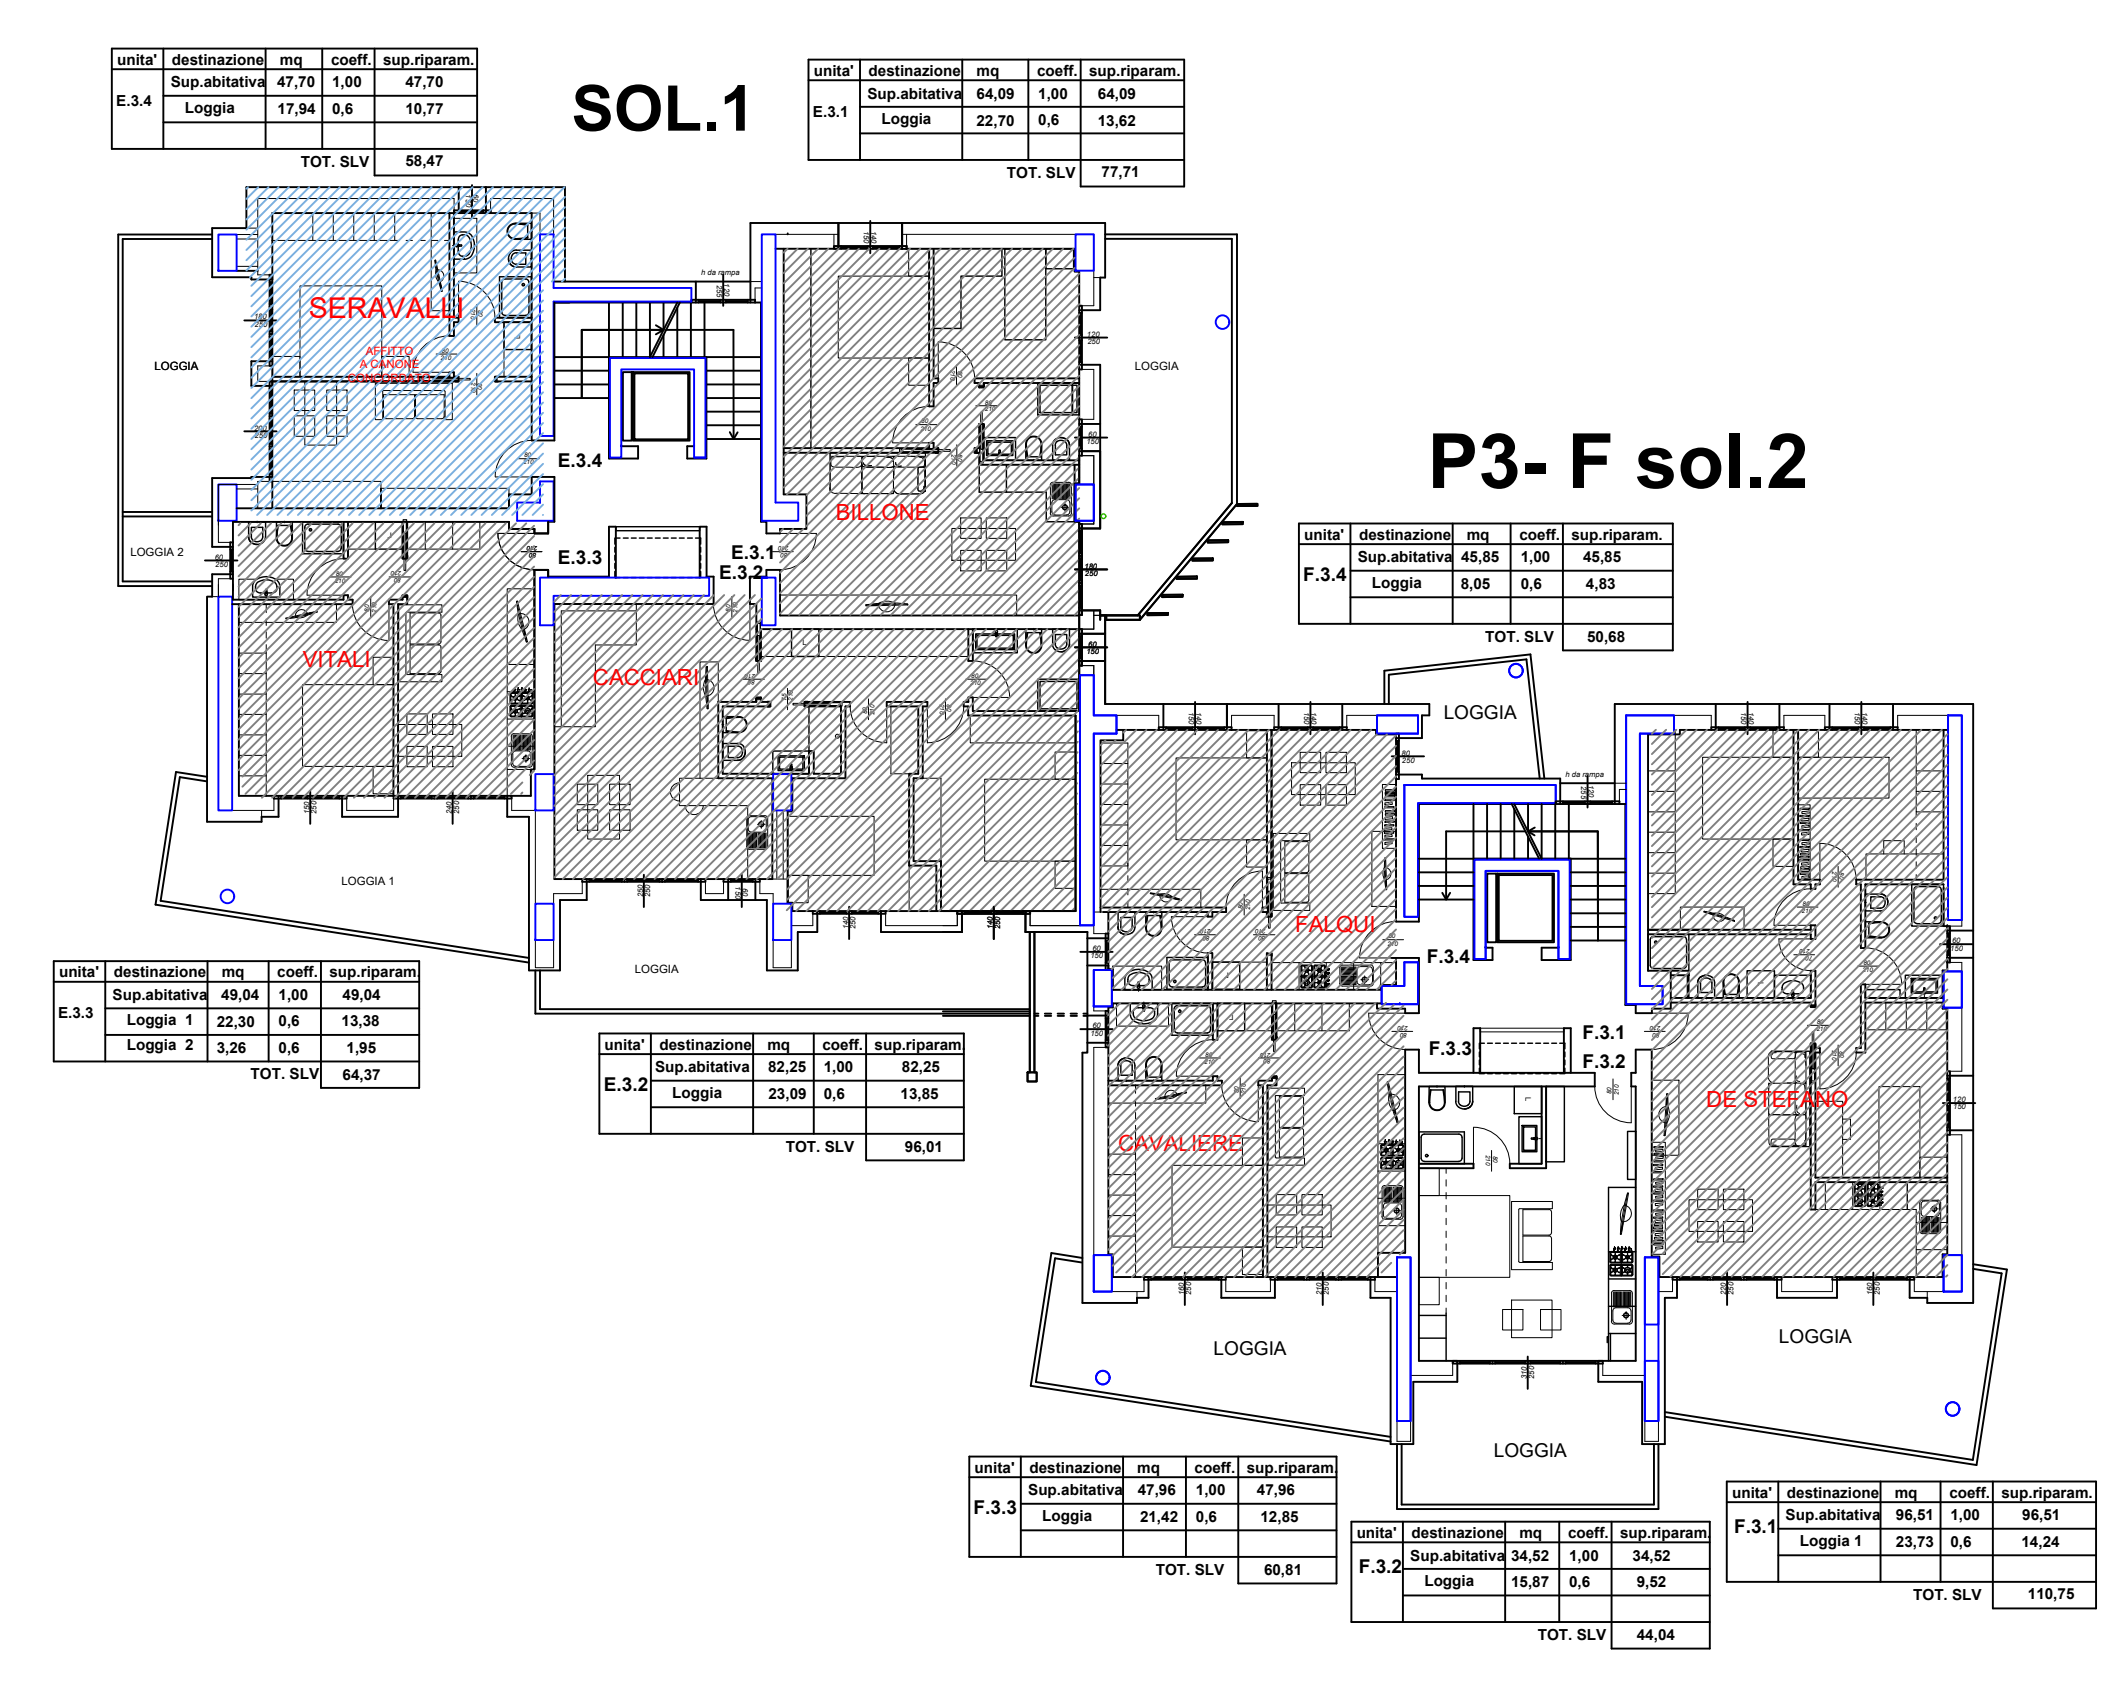 unita' destinazione mq coeff. sup.riparam.
E.3.4 Sup.abitativa 47,70 1,00 47,70
Loggia 17,94 0,6 10,77
TOT. SLV 58,47
SOL.1
unita' destinazione mq coeff. sup.riparam.
E.3.1 Sup.abitativa 64,09 1,00 64,09
Loggia 22,70 0,6 13,62
TOT. SLV 77,71
h da rampa
SERAVALLI
AFFITTO
A CANONE
CONCORDATO
LOGGIA
LOGGIA
E.3.4
BILLONE
P3- F sol.2
LOGGIA 2
E.3.3
E.3.1
E.3.2
unita' destinazione mq coeff. sup.riparam.
F.3.4 Sup.abitativa 45,85 1,00 45,85
Loggia 8,05 0,6 4,83
TOT. SLV 50,68
VITALI
CACCIARI
LOGGIA
h da rampa
LOGGIA 1
FALQUI
F.3.4
LOGGIA
unita' destinazione mq coeff. sup.riparam.
E.3.3 Sup.abitativa 49,04 1,00 49,04
Loggia 1 22,30 0,6 13,38
Loggia 2 3,26 0,6 1,95
TOT. SLV 64,37
unita' destinazione mq coeff. sup.riparam.
E.3.2 Sup.abitativa 82,25 1,00 82,25
Loggia 23,09 0,6 13,85
TOT. SLV 96,01
F.3.3
F.3.1
F.3.2
CAVALIERE
DE STEFANO
LOGGIA
LOGGIA
LOGGIA
unita' destinazione mq coeff. sup.riparam.
F.3.3 Sup.abitativa 47,96 1,00 47,96
Loggia 21,42 0,6 12,85
TOT. SLV 60,81
unita' destinazione mq coeff. sup.riparam.
F.3.2 Sup.abitativa 34,52 1,00 34,52
Loggia 15,87 0,6 9,52
TOT. SLV 44,04
unita' destinazione mq coeff. sup.riparam.
F.3.1 Sup.abitativa 96,51 1,00 96,51
Loggia 1 23,73 0,6 14,24
TOT. SLV 110,75